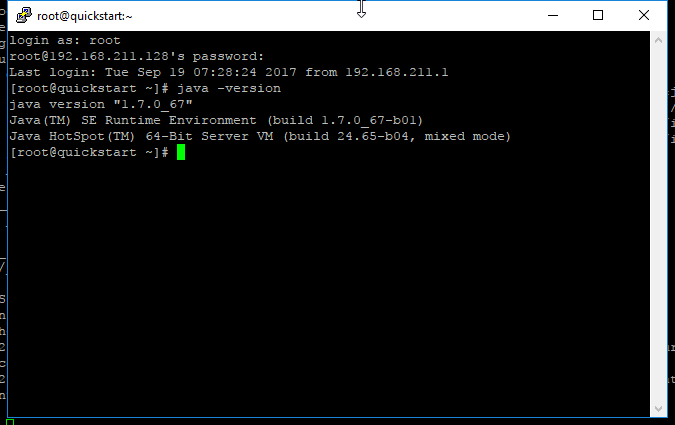 root@quickstart:~
login as: root
root@192.168.211.128's password:
Last login: Tue Sep 19 07:28:24 2017 from 192.168.211.1
[root@quickstart ~]# java -version
java version "1.7.0_67"
Java(TM) SE Runtime Environment (build 1.7.0_67-b01)
Java HotSpot(TM) 64-Bit Server VM (build 24.65-b04, mixed mode)
[root@quickstart ~]#